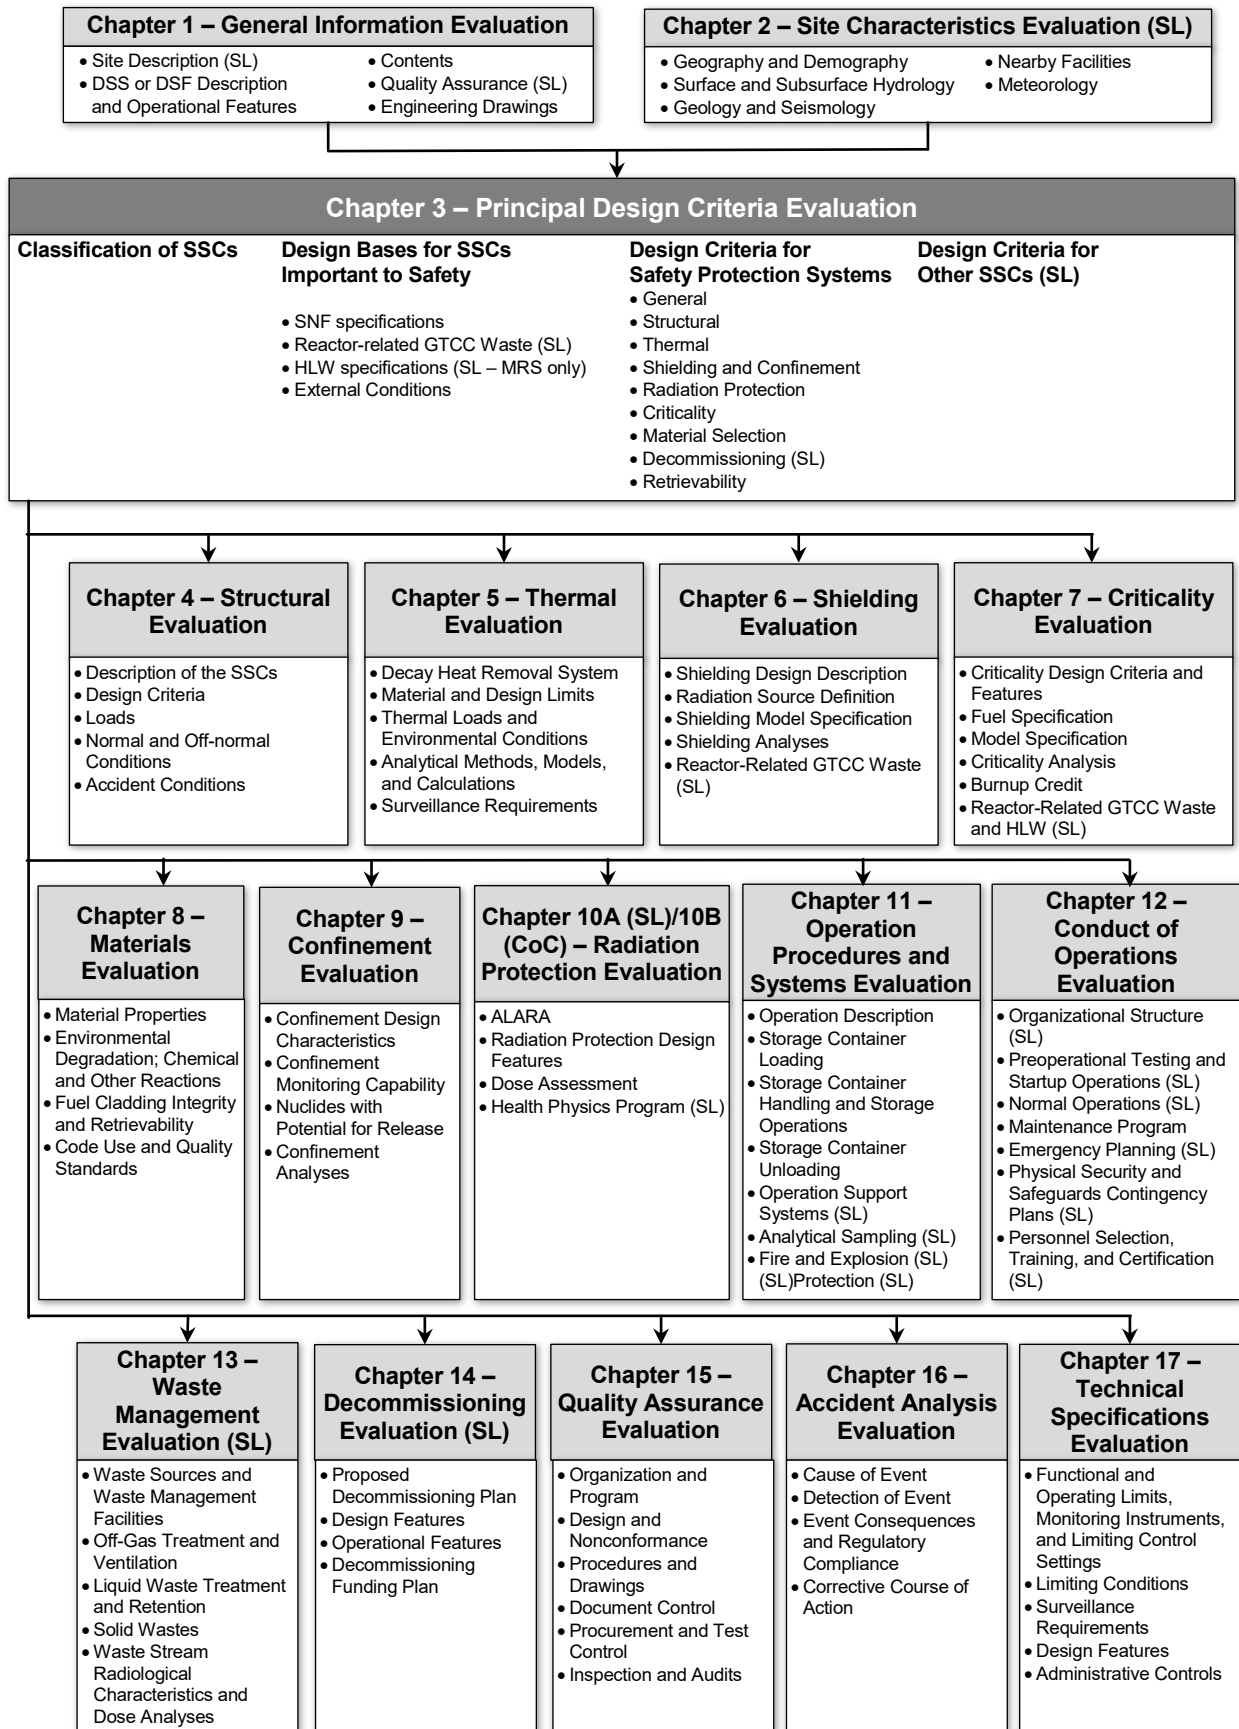 Chapter 1 – General Information Evaluation
• Site Description (SL)
• DSS or DSF Description
and Operational Features
• Contents
• Quality Assurance (SL)
• Engineering Drawings
Chapter 2 – Site Characteristics Evaluation (SL)
• Geography and Demography
• Surface and Subsurface Hydrology
• Geology and Seismology
• Nearby Facilities
• Meteorology
Chapter 3 – Principal Design Criteria Evaluation
Classification of SSCs
Design Bases for SSCs
Important to Safety
• SNF specifications
• Reactor-related GTCC Waste (SL)
• HLW specifications (SL – MRS only)
• External Conditions
Design Criteria for
Safety Protection Systems
• General
• Structural
• Thermal
• Shielding and Confinement
• Radiation Protection
• Criticality
• Material Selection
• Decommissioning (SL)
• Retrievability
Design Criteria for
Other SSCs (SL)
Chapter 4 – Structural
Evaluation
• Description of the SSCs
• Design Criteria
• Loads
• Normal and Off-normal
Conditions
• Accident Conditions
Chapter 5 – Thermal
Evaluation
• Decay Heat Removal System
• Material and Design Limits
• Thermal Loads and
Environmental Conditions
• Analytical Methods, Models,
and Calculations
• Surveillance Requirements
Chapter 6 – Shielding
Evaluation
• Shielding Design Description
• Radiation Source Definition
• Shielding Model Specification
• Shielding Analyses
• Reactor-Related GTCC Waste
(SL)
Chapter 7 – Criticality
Evaluation
• Criticality Design Criteria and
Features
• Fuel Specification
• Model Specification
• Criticality Analysis
• Burnup Credit
• Reactor-Related GTCC Waste
and HLW (SL)
Chapter 8 –
Materials
Evaluation
• Material Properties
• Environmental
Degradation; Chemical
and Other Reactions
• Fuel Cladding Integrity
and Retrievability
• Code Use and Quality
Standards
Chapter 9 –
Confinement
Evaluation
• Confinement Design
Characteristics
• Confinement
Monitoring Capability
• Nuclides with
Potential for Release
• Confinement
Analyses
Chapter 10A (SL)/10B
(CoC) – Radiation
Protection Evaluation
• ALARA
• Radiation Protection Design
Features
• Dose Assessment
• Health Physics Program (SL)
Chapter 11 –
Operation
Procedures and
Systems Evaluation
• Operation Description
• Storage Container
Loading
• Storage Container
Handling and Storage
Operations
• Storage Container
Unloading
• Operation Support
Systems (SL)
• Analytical Sampling (SL)
• Fire and Explosion (SL)
(SL)Protection (SL)
Chapter 12 –
Conduct of
Operations
Evaluation
• Organizational Structure
(SL)
• Preoperational Testing and
Startup Operations (SL)
• Normal Operations (SL)
• Maintenance Program
• Emergency Planning (SL)
• Physical Security and
Safeguards Contingency
Plans (SL)
• Personnel Selection,
Training, and Certification
(SL)
Chapter 13 –
Waste
Management
Evaluation (SL)
• Waste Sources and
Waste Management
Facilities
• Off-Gas Treatment and
Ventilation
• Liquid Waste Treatment
and Retention
• Solid Wastes
• Waste Stream
Radiological
Characteristics and
Dose Analyses
Chapter 14 –
Decommissioning
Evaluation (SL)
• Proposed
Decommissioning Plan
• Design Features
• Operational Features
• Decommissioning
Funding Plan
Chapter 15 –
Quality Assurance
Evaluation
• Organization and
Program
• Design and
Nonconformance
• Procedures and
Drawings
• Document Control
• Procurement and Test
Control
• Inspection and Audits
Chapter 16 –
Accident Analysis
Evaluation
• Cause of Event
• Detection of Event
• Event Consequences
and Regulatory
Compliance
• Corrective Course of
Action
Chapter 17 –
Technical
Specifications
Evaluation
• Functional and
Operating Limits,
Monitoring Instruments,
and Limiting Control
Settings
• Limiting Conditions
• Surveillance
Requirements
• Design Features
• Administrative Controls